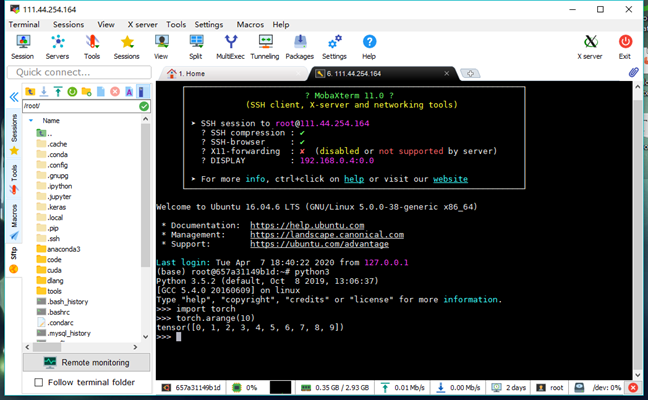 111.44.254.164
Terminal Sessions View X server Tools Settings Macros Help
Session Servers Tools Sessions View Split MultiExec Tunneling Packages Settings Help X server Exit
Quick connect...
1. Home
6. 111.44.254.164
/root/
Name
..
.cache
.conda
.config
.gnupg
.ipython
.jupyter
.keras
.local
.pip
.ssh
anaconda3
code
cuda
dlang
tools
.bash_history
.bashrc
.condarc
.mysql_history
Sessions
Tools
Macros
Sftp
Remote monitoring
Follow terminal folder
? MobaXterm 11.0 ?
(SSH client, X-server and networking tools)
➤ SSH session to root@111.44.254.164
? SSH compression : ✔
? SSH-browser : ✔
? X11-forwarding : ✘ (disabled or not supported by server)
? DISPLAY : 192.168.0.4:0.0
➤ For more info, ctrl+click on help or visit our website
Welcome to Ubuntu 16.04.6 LTS (GNU/Linux 5.0.0-38-generic x86_64)
* Documentation: https://help.ubuntu.com
* Management: https://landscape.canonical.com
* Support: https://ubuntu.com/advantage
Last login: Tue Apr 7 18:40:22 2020 from 127.0.0.1
(base) root@657a31149b1d:~# python3
Python 3.5.2 (default, Oct 8 2019, 13:06:37)
[GCC 5.4.0 20160609] on linux
Type "help", "copyright", "credits" or "license" for more information.
>>> import torch
>>> torch.arange(10)
tensor([0, 1, 2, 3, 4, 5, 6, 7, 8, 9])
>>>
657a31149b1d 0% 0.35 GB / 2.93 GB 0.01 Mb/s 0.00 Mb/s 2 days root /dev: 0%